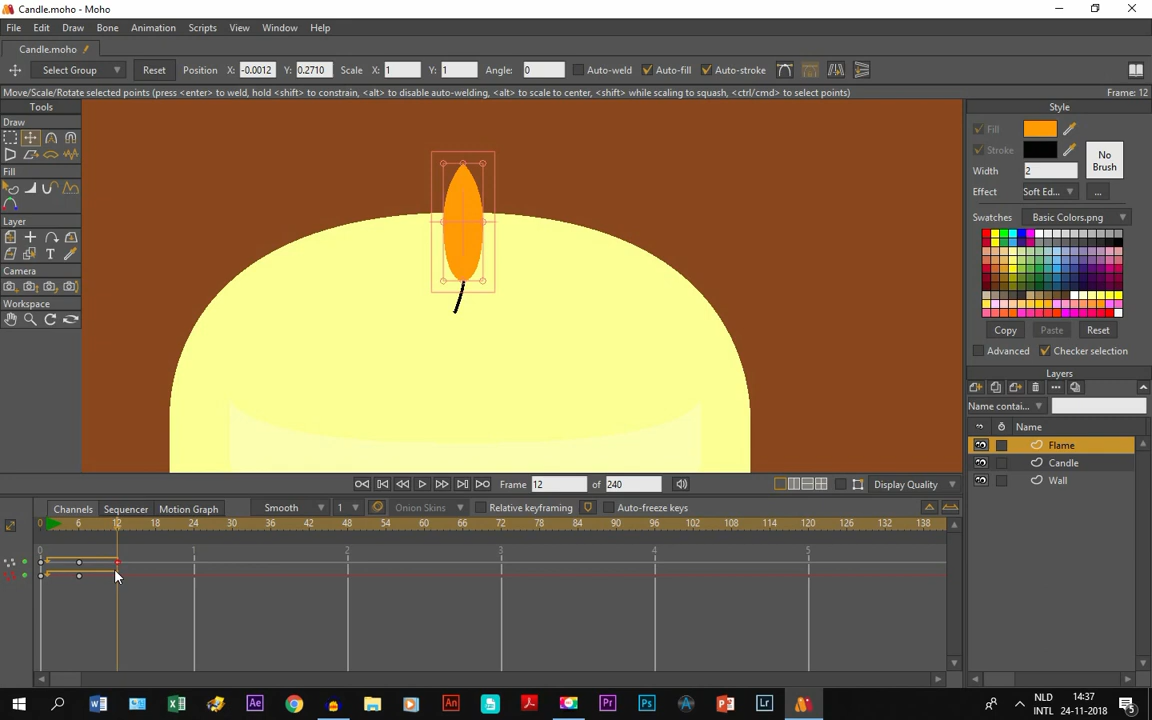 Candle.moho - Moho
File Edit Draw Bone Animation Scripts View Window Help
Candle.moho
Select Group Reset Position X: -0.0012 Y: 0.2710 Scale X: 1 Y: 1 Angle: 0 Auto-weld Auto-fill Auto-stroke
Move/Scale/Rotate selected points (press <enter> to weld, hold <shift> to constrain, <alt> to disable auto-welding, <alt> to scale to center, <shift> while scaling to squash, <ctrl/cmd> to select points) Frame: 12
Tools
Draw
Fill
Layer
Camera
Workspace
Style
Fill
Stroke
No
Brush
Width 2
Effect Soft Ed... ...
Swatches Basic Colors.png
Copy Paste Reset
Advanced Checker selection
Layers
Name contai...
Name
Flame
Candle
Wall
Frame 12 of 240 Display Quality
Channels Sequencer Motion Graph Smooth 1 Onion Skins Relative keyframing Auto-freeze keys
0 6 12 18 24 30 36 42 48 54 60 66 72 78 84 90 96 102 108 114 120 126 132 138
0 1 2 3 4 5
NLD 14:37
INTL 24-11-2018
5